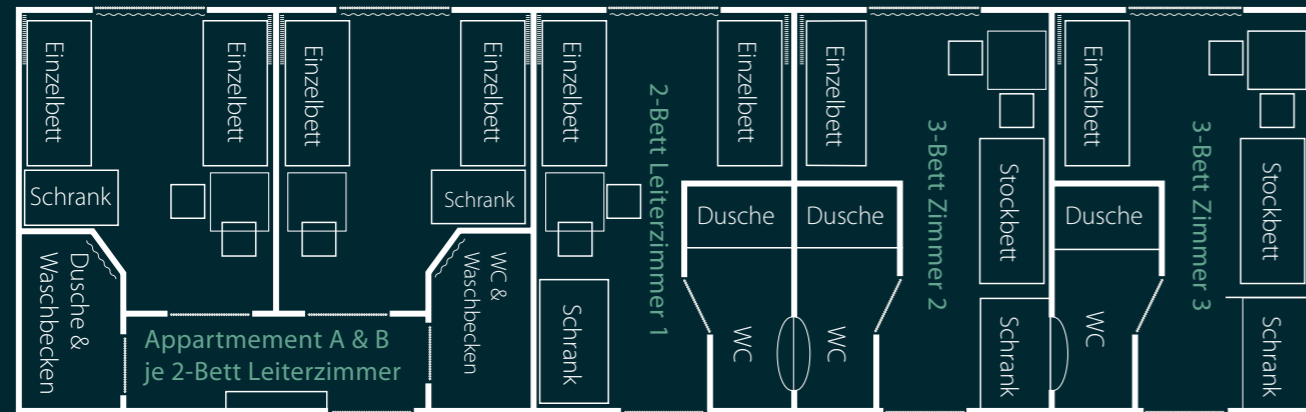 Einzelbett
Einzelbett
Schrank
Dusche &
Waschbecken
Einzelbett
Einzelbett
Schrank
WC &
Waschbecken
Appartmement A & B
je 2-Bett Leiterzimmer
Einzelbett
Einzelbett
2-Bett Leiterzimmer 1
Schrank
Dusche
WC
Einzelbett
Dusche
WC
3-Bett Zimmer 2
Stockbett
Schrank
Einzelbett
Dusche
WC
3-Bett Zimmer 3
Stockbett
Schrank